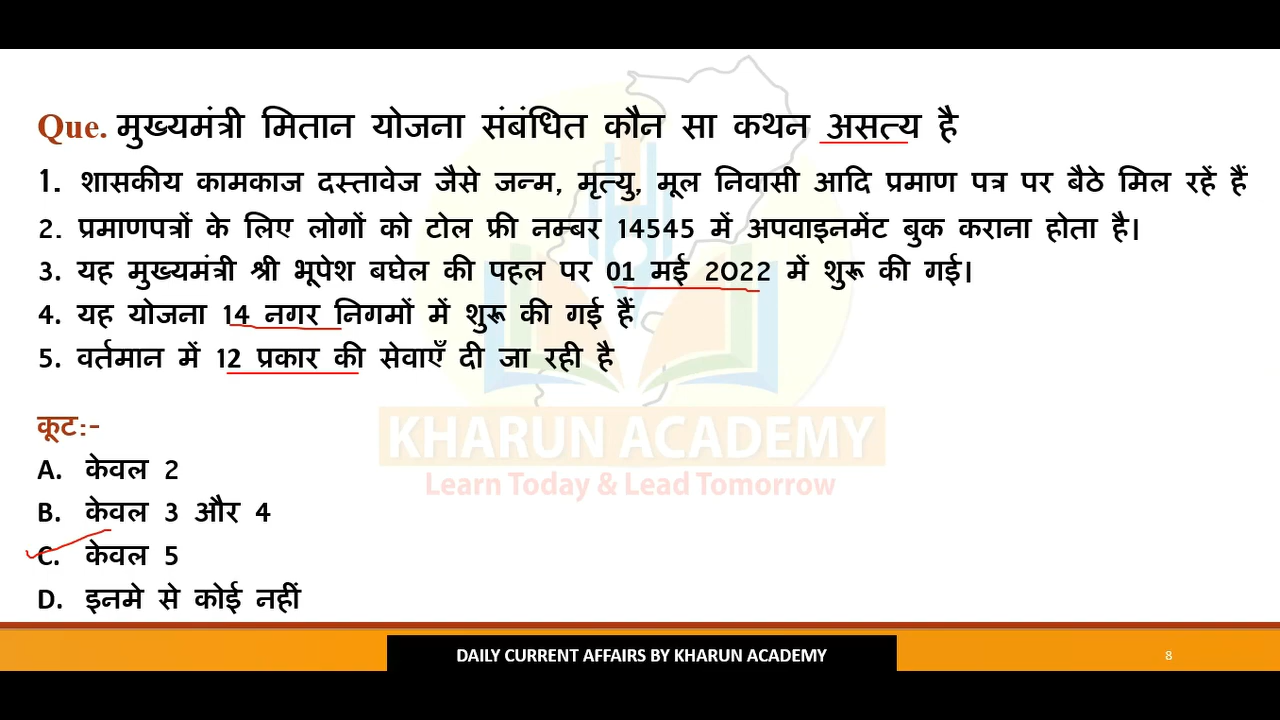 Que. मुख्यमंत्री मितान योजना संबंधित कौन सा कथन असत्य है
1. शासकीय कामकाज दस्तावेज जैसे जन्म, मृत्यु, मूल निवासी आदि प्रमाण पत्र पर बैठे मिल रहें हैं
2. प्रमाणपत्रों के लिए लोगों को टोल फ्री नम्बर 14545 में अपवाइनमेंट बुक कराना होता है।
3. यह मुख्यमंत्री श्री भूपेश बघेल की पहल पर 01 मई 2022 में शुरू की गई।
4. यह योजना 14 नगर निगमों में शुरू की गई हैं
5. वर्तमान में 12 प्रकार की सेवाएँ दी जा रही है
कूट:-
KHARUN ACADEMY
Learn Today & Lead Tomorrow
A. केवल 2
B. केवल 3 और 4
C. केवल 5
D. इनमे से कोई नहीं
DAILY CURRENT AFFAIRS BY KHARUN ACADEMY
8